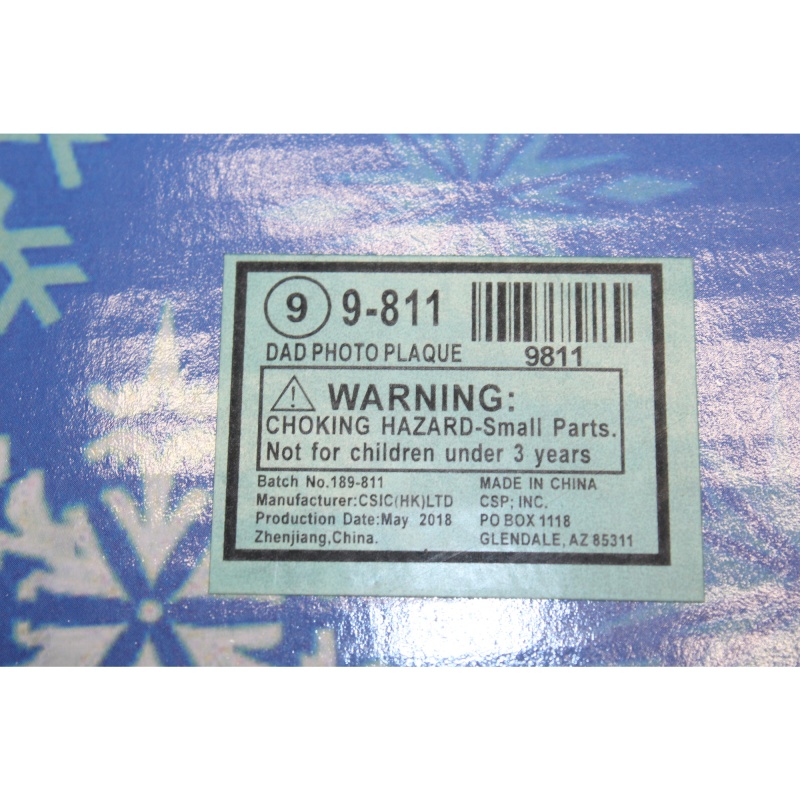 9 9-811
DAD PHOTO PLAQUE 9811
WARNING:
CHOKING HAZARD-Small Parts.
Not for children under 3 years
Batch No.189-811
Manufacturer:CSIC(HK)LTD
Production Date:May 2018
Zhenjiang,China.
MADE IN CHINA
CSP; INC.
PO BOX 1118
GLENDALE, AZ 85311